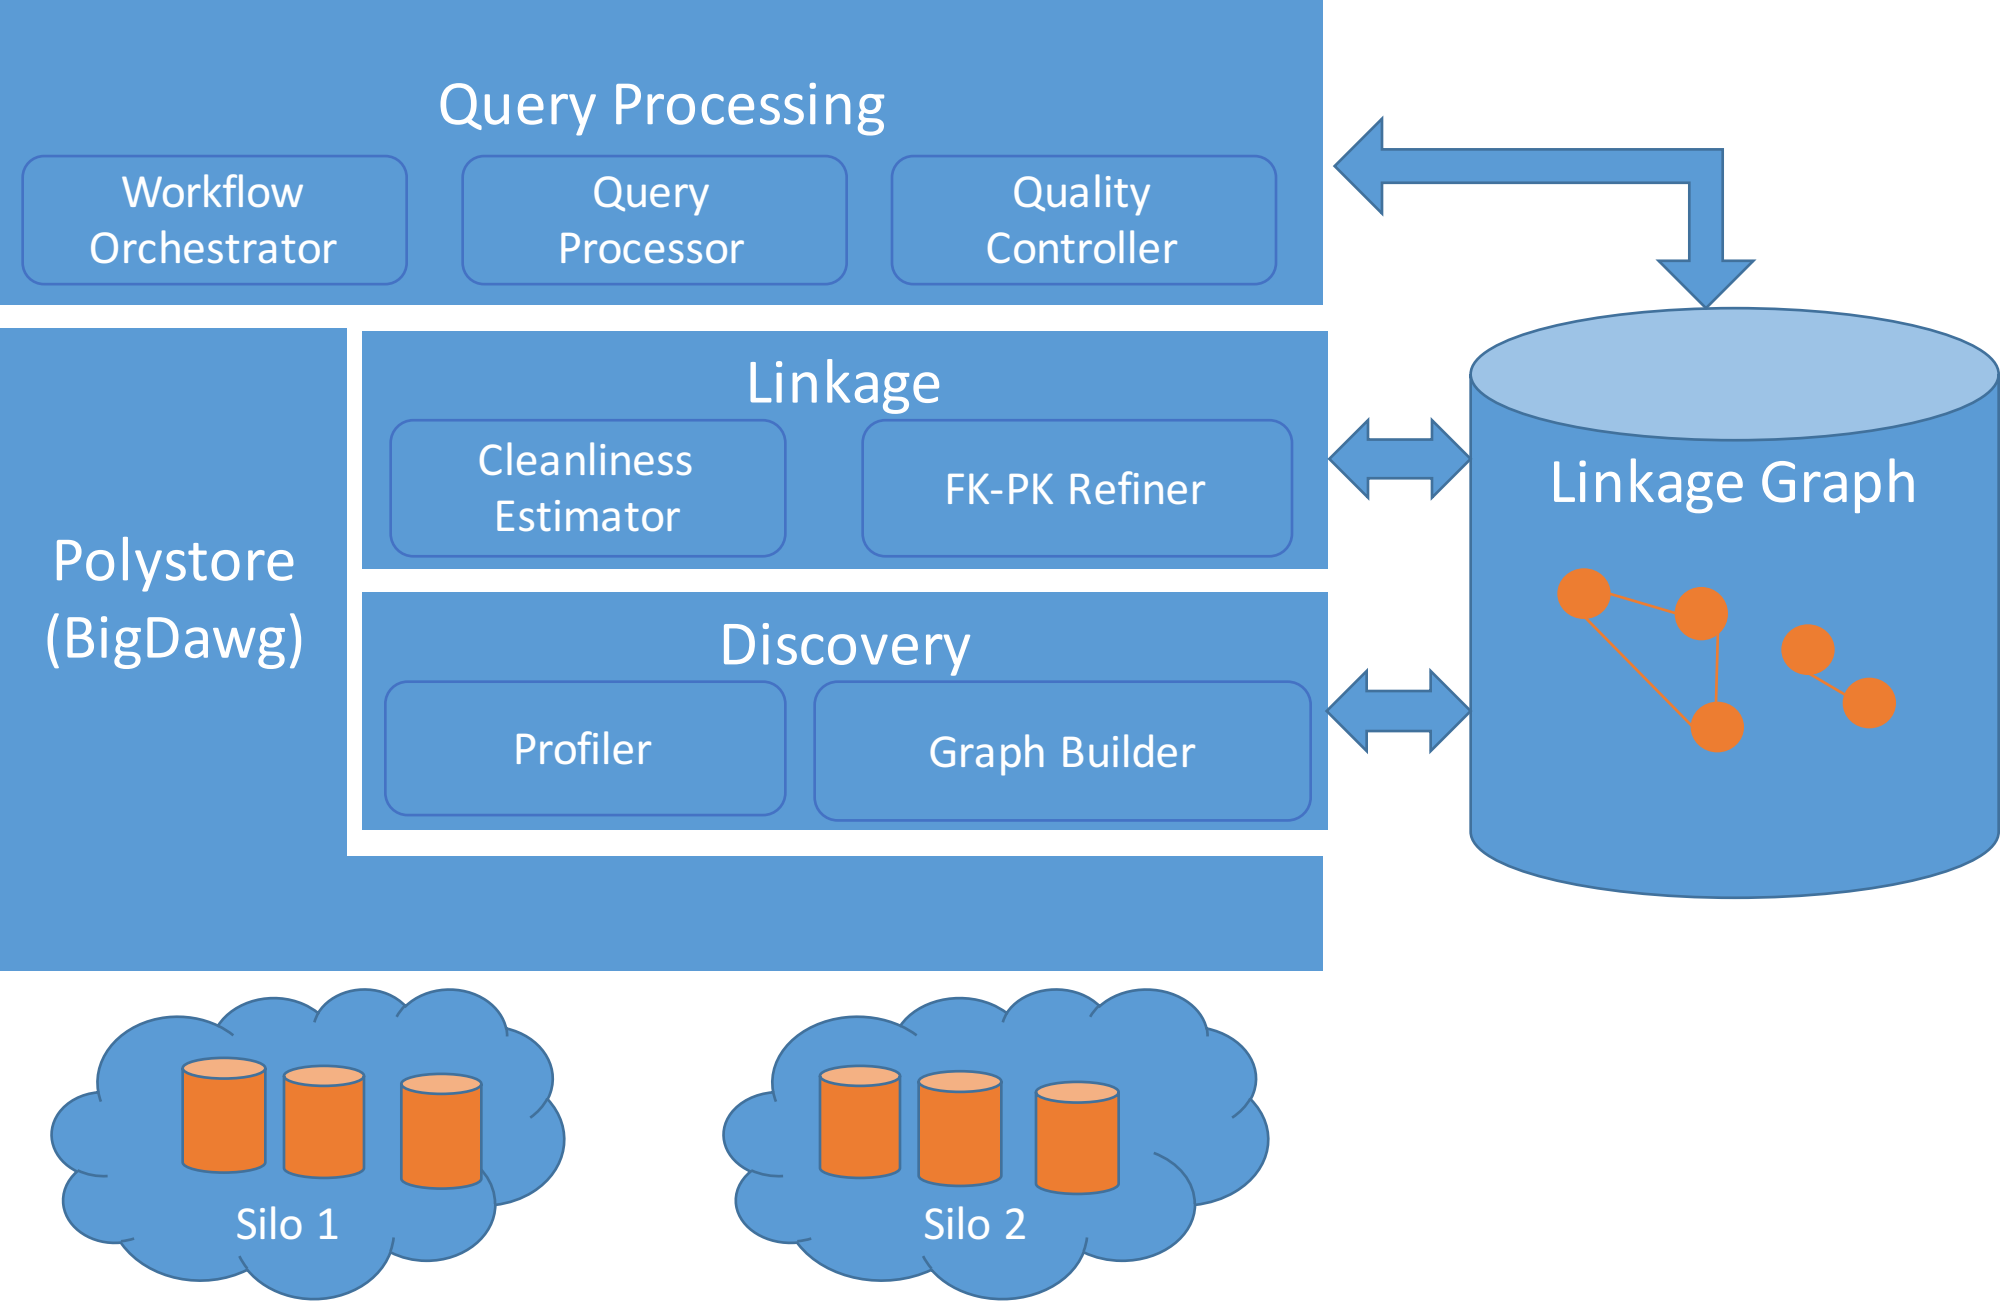 Query Processing
Workflow
Orchestrator
Query
Processor
Quality
Controller
Polystore
(BigDawg)
Linkage
Cleanliness
Estimator
FK-PK Refiner
Discovery
Profiler
Graph Builder
Linkage Graph
Silo 1
Silo 2